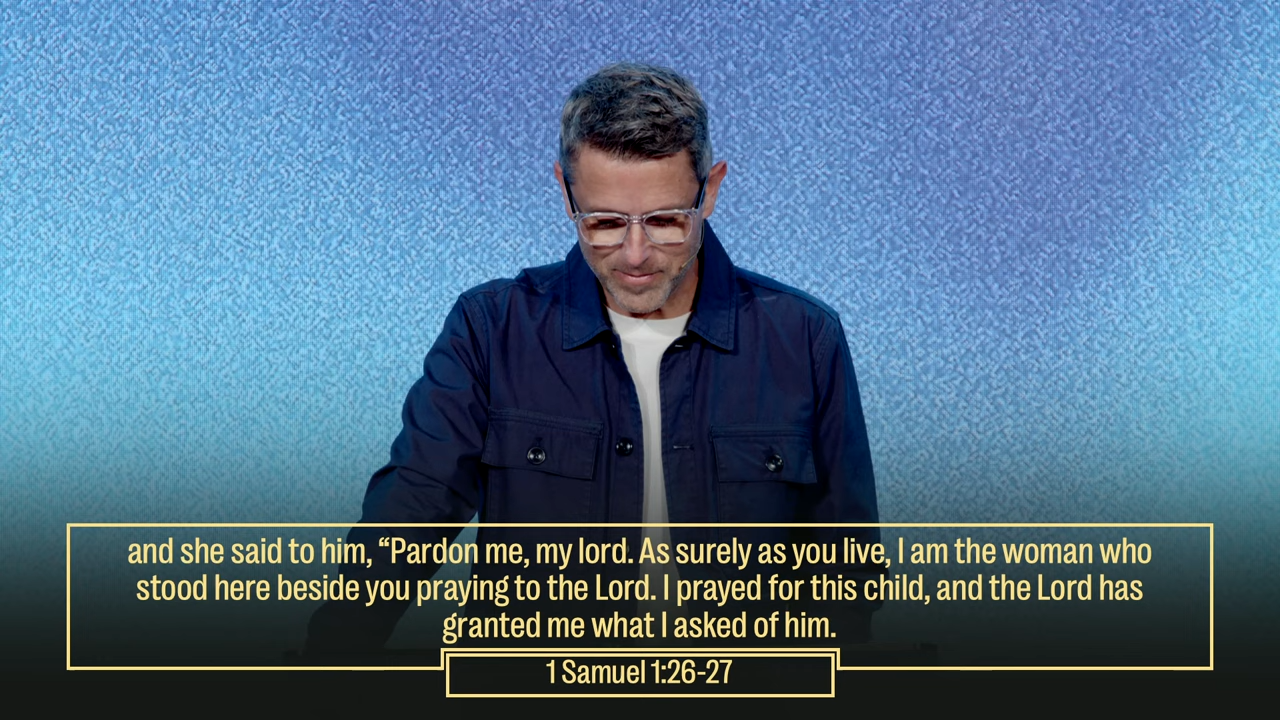 and she said to him, “Pardon me, my lord. As surely as you live, I am the woman who
stood here beside you praying to the Lord. I prayed for this child, and the Lord has
granted me what I asked of him.
1 Samuel 1:26-27